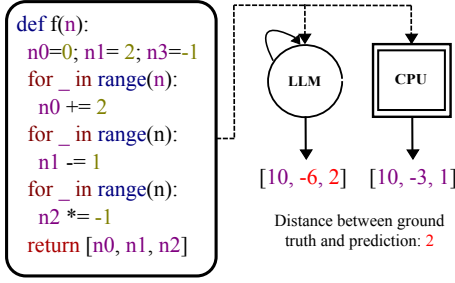 def f(n):
n0=0; n1= 2; n3=-1
for _ in range(n):
n0 += 2
for _ in range(n):
n1 -= 1
for _ in range(n):
n2 *= -1
return [n0, n1, n2]
LLM
CPU
[10, -6, 2]
[10, -3, 1]
Distance between ground
truth and prediction: 2